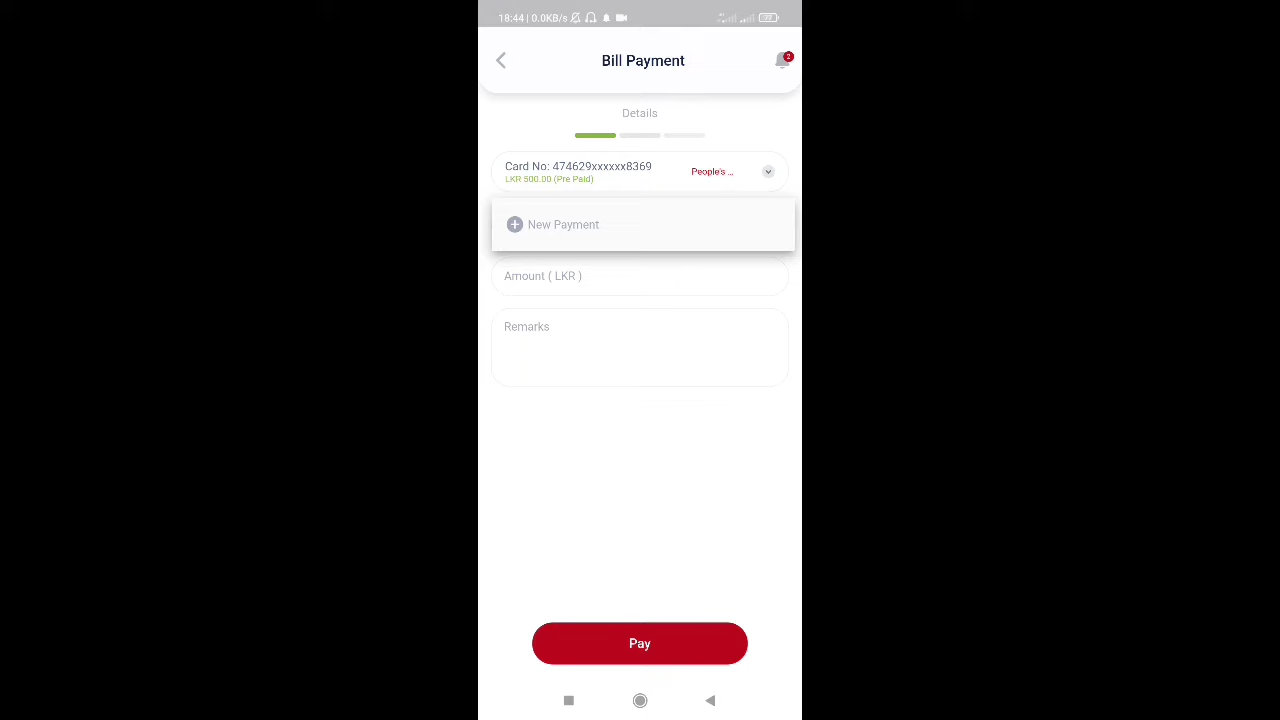 18:44 | 0.0KB/s
Bill Payment
2
Details
Card No: 474629xxxxxx8369
LKR 500.00 (Pre Paid)
People's ...
New Payment
Amount ( LKR )
Remarks
Pay